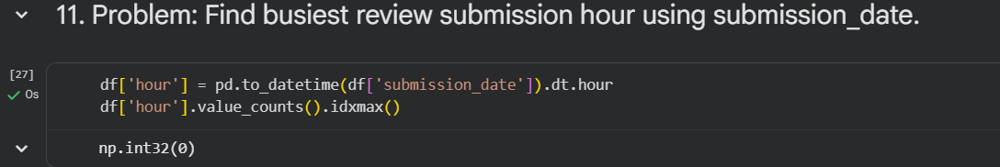 11. Problem: Find busiest review submission hour using submission_date.
[27]
0s
df['hour'] = pd.to_datetime(df['submission_date']).dt.hour
df['hour'].value_counts().idxmax()
np.int32(0)